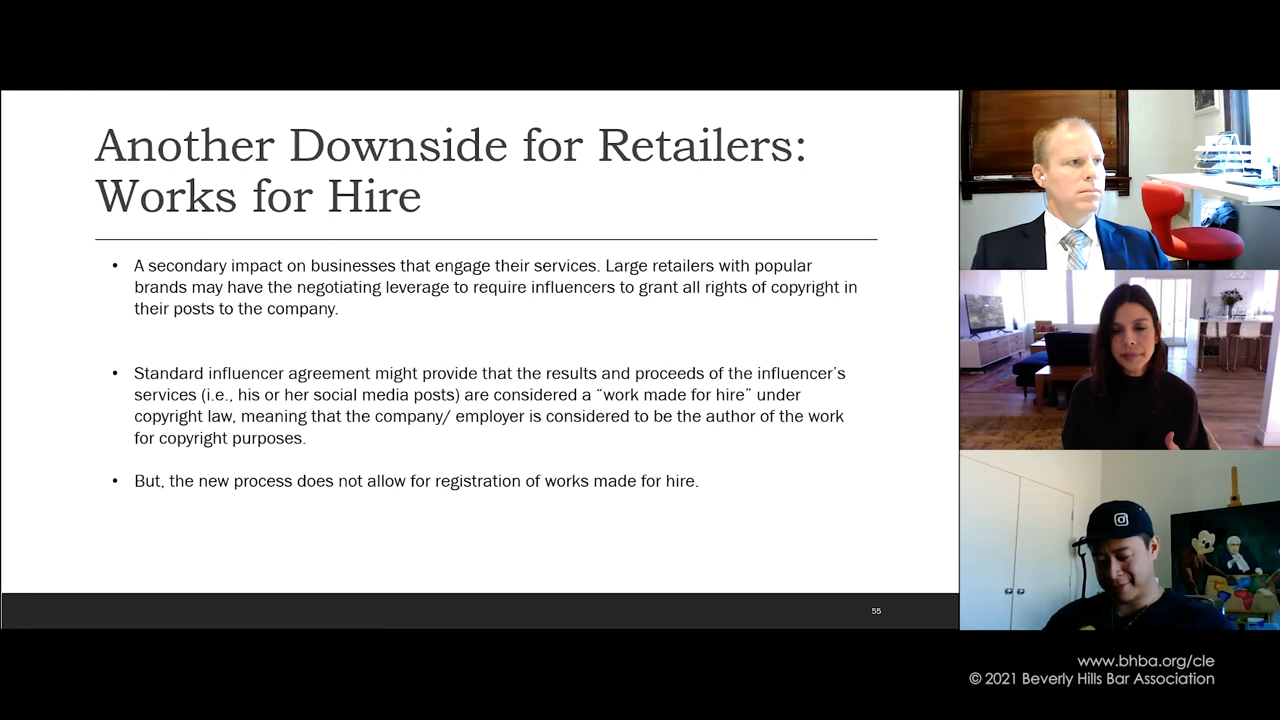 Another Downside for Retailers:
Works for Hire
• A secondary impact on businesses that engage their services. Large retailers with popular
brands may have the negotiating leverage to require influencers to grant all rights of copyright in
their posts to the company.
• Standard influencer agreement might provide that the results and proceeds of the influencer’s
services (i.e., his or her social media posts) are considered a “work made for hire” under
copyright law, meaning that the company/ employer is considered to be the author of the work
for copyright purposes.
• But, the new process does not allow for registration of works made for hire.
55
www.bhba.org/cle
© 2021 Beverly Hills Bar Association